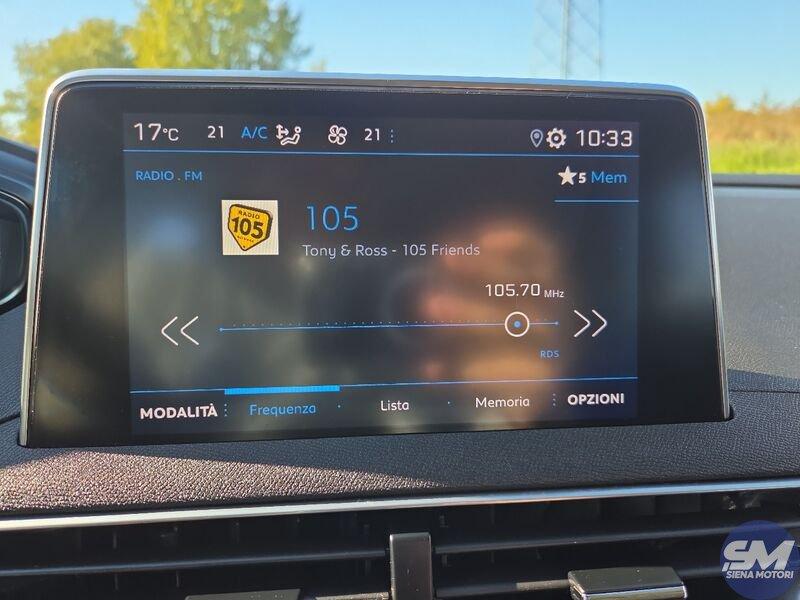 17°C 21 A/C 21 10:33
RADIO . FM
5 Mem
RADIO
105
105
Tony & Ross - 105 Friends
105.70 MHz
RDS
MODALITÀ Frequenza Lista Memoria OPZIONI
SM
SIENA MOTORI